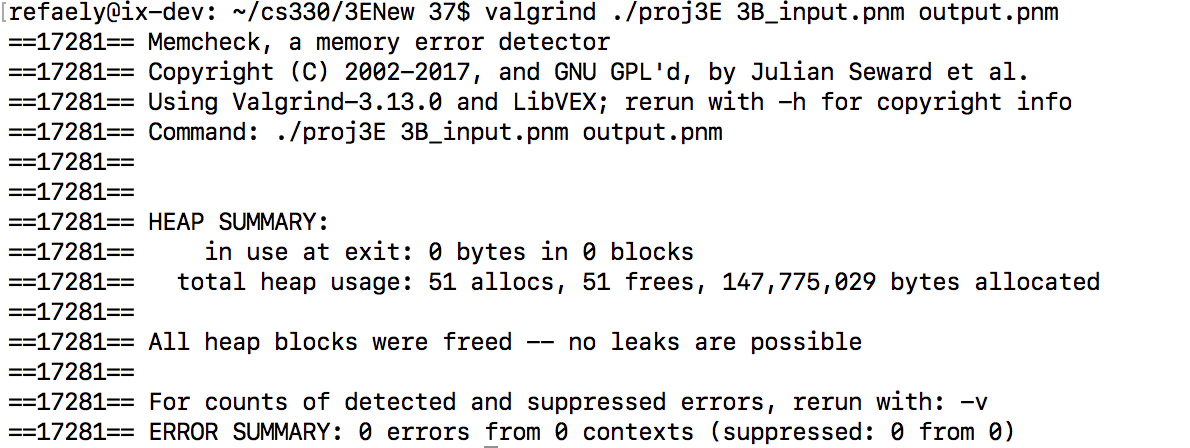 [refaely@ix-dev: ~/cs330/3ENew 37$ valgrind ./proj3E 3B_input.pnm output.pnm
==17281== Memcheck, a memory error detector
==17281== Copyright (C) 2002-2017, and GNU GPL'd, by Julian Seward et al.
==17281== Using Valgrind-3.13.0 and LibVEX; rerun with -h for copyright info
==17281== Command: ./proj3E 3B_input.pnm output.pnm
==17281==
==17281==
==17281== HEAP SUMMARY:
==17281==     in use at exit: 0 bytes in 0 blocks
==17281==   total heap usage: 51 allocs, 51 frees, 147,775,029 bytes allocated
==17281==
==17281== All heap blocks were freed -- no leaks are possible
==17281==
==17281== For counts of detected and suppressed errors, rerun with: -v
==17281== ERROR SUMMARY: 0 errors from 0 contexts (suppressed: 0 from 0)